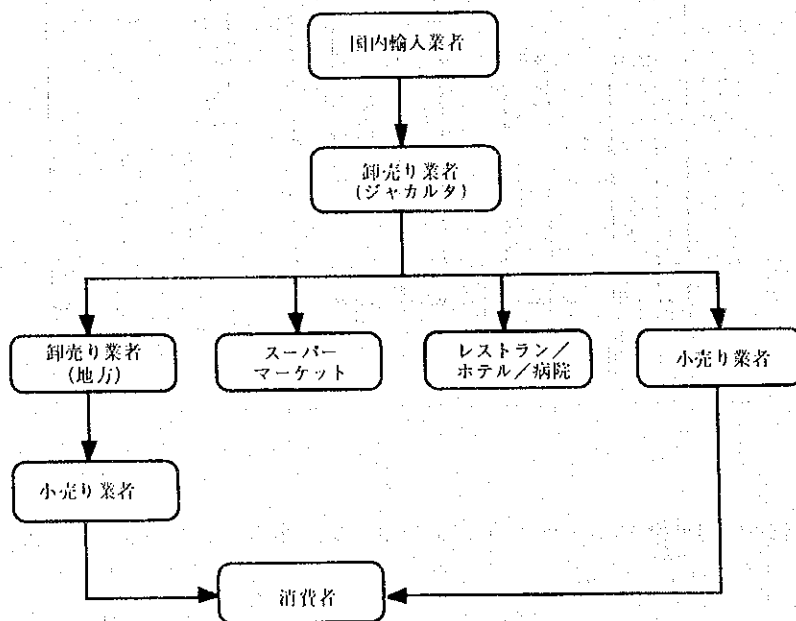 国内輸入業者
卸売り業者
(ジャカルタ)
卸売り業者
(地方)
スーパー
マーケット
レストラン／
ホテル／病院
小売り業者
小売り業者
消費者